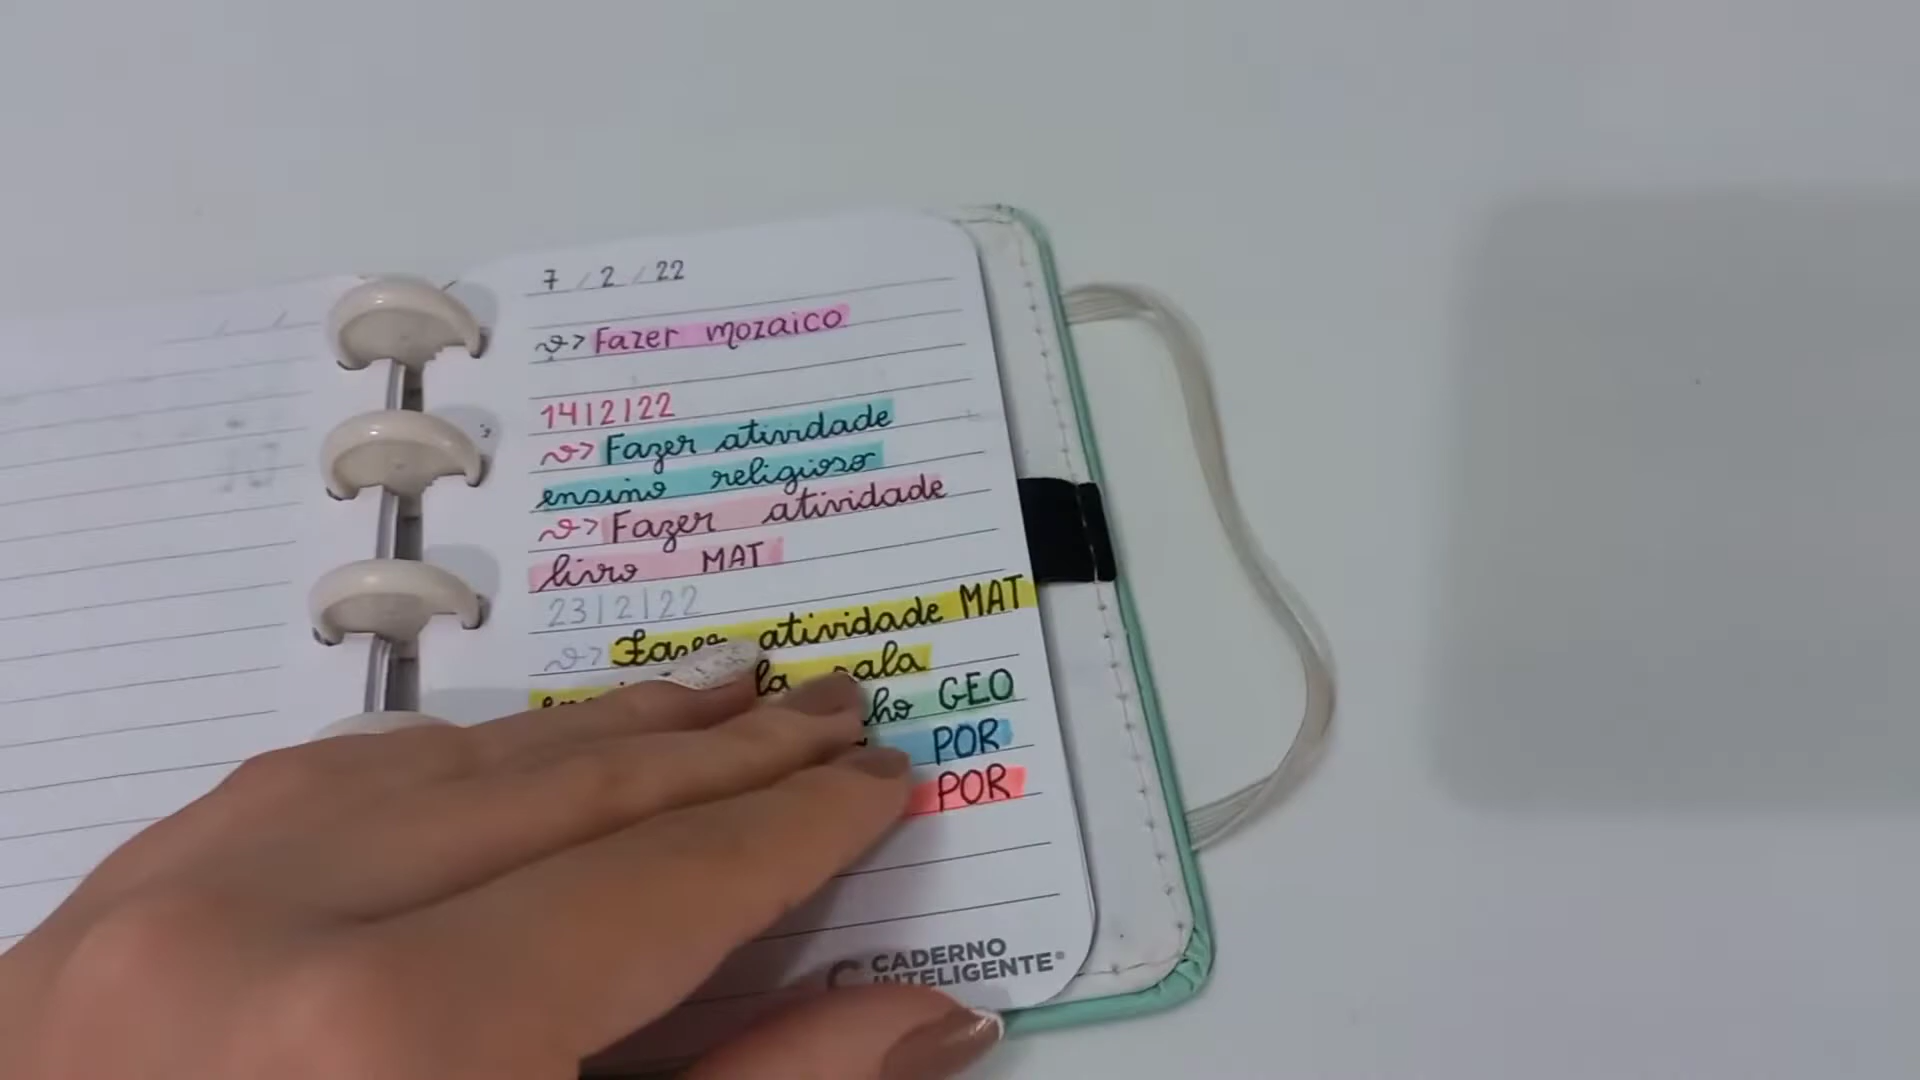 7 / 2 / 22
~> Fazer mozaico
14|2|22
~> Fazer atividade
ensino religioso
~> Fazer atividade
livro MAT
23|2|22
~> Fazer atividade MAT
sala
GEO
POR
POR
CADERNO
INTELIGENTE®